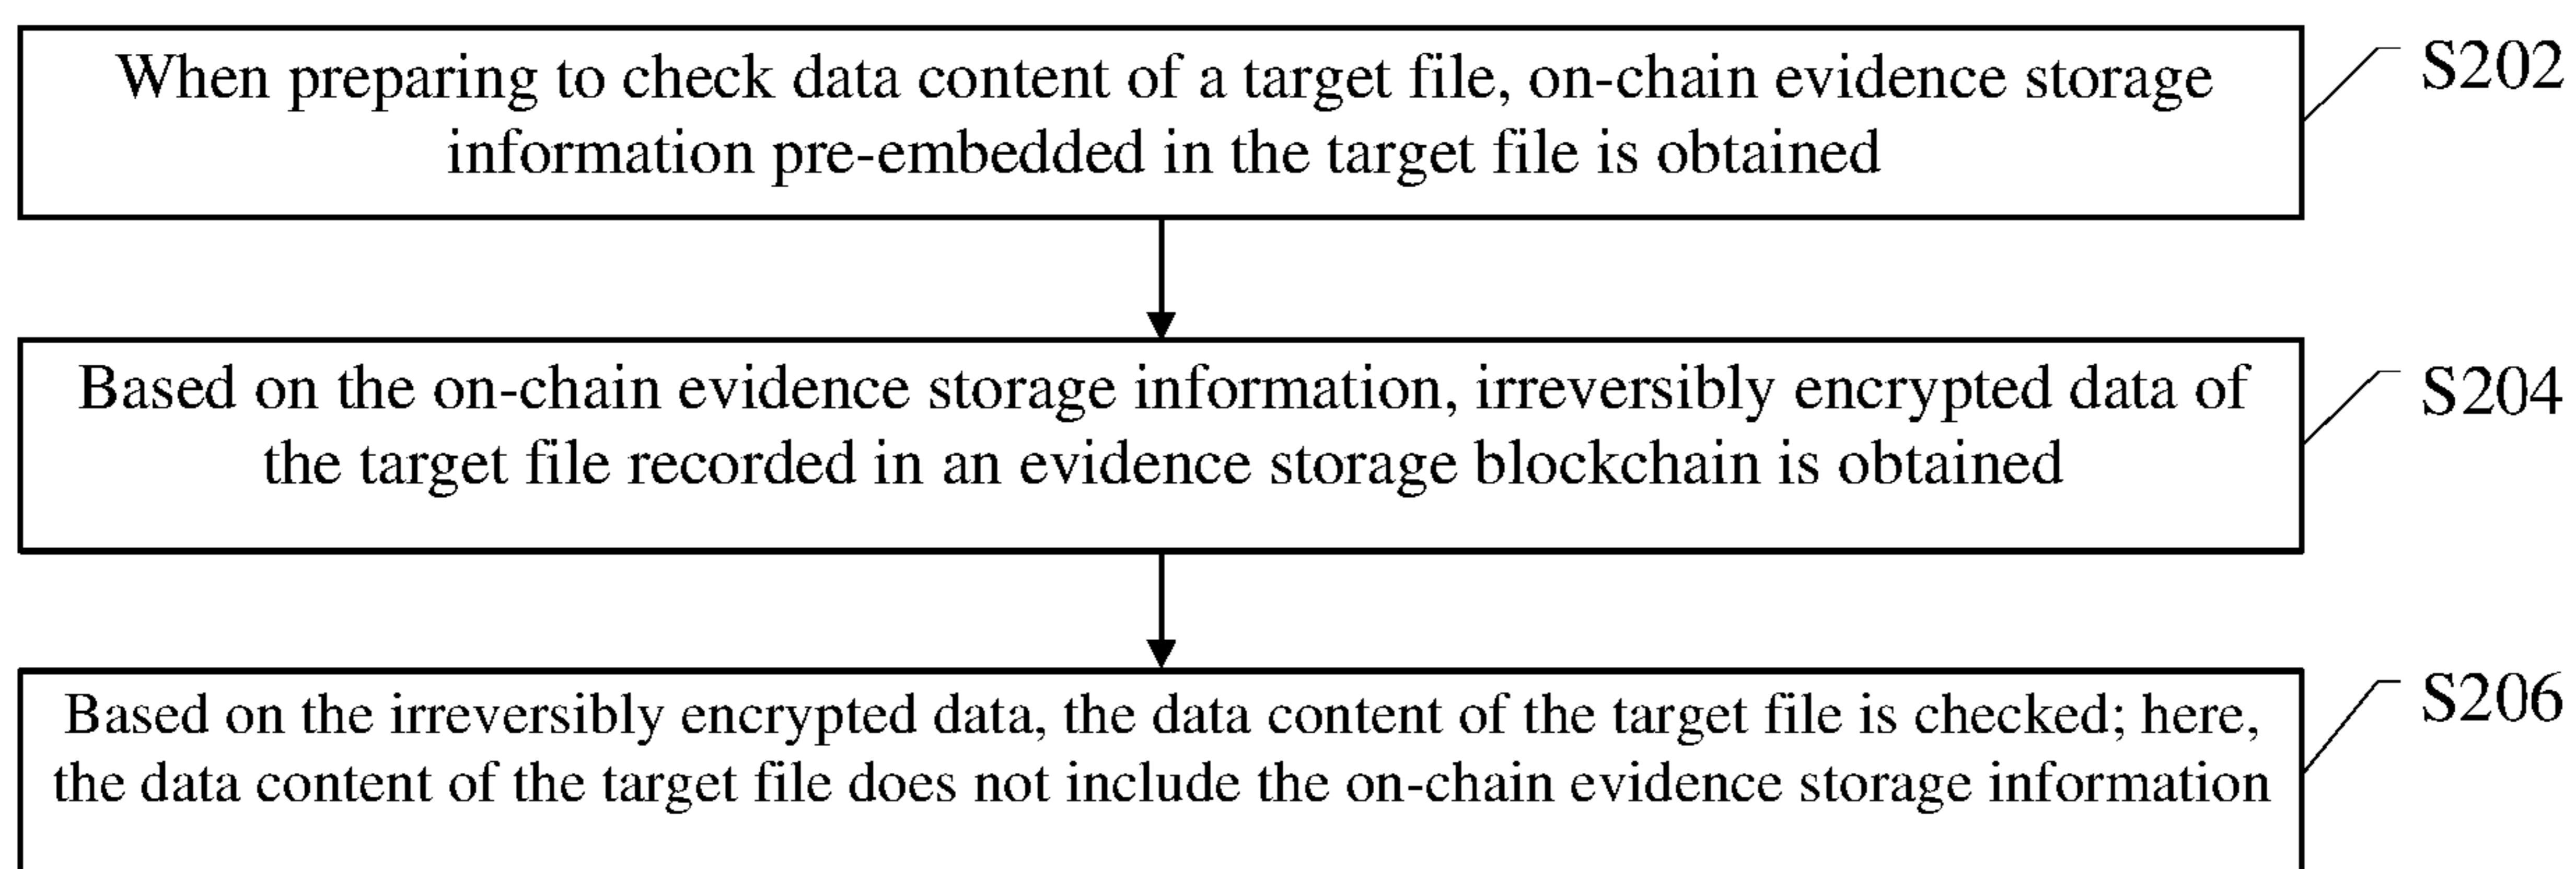 When preparing to check data content of a target file, on-chain evidence storage
information pre-embedded in the target file is obtained
S202
Based on the on-chain evidence storage information, irreversibly encrypted data of
the target file recorded in an evidence storage blockchain is obtained
S204
Based on the irreversibly encrypted data, the data content of the target file is checked; here,
the data content of the target file does not include the on-chain evidence storage information
S206